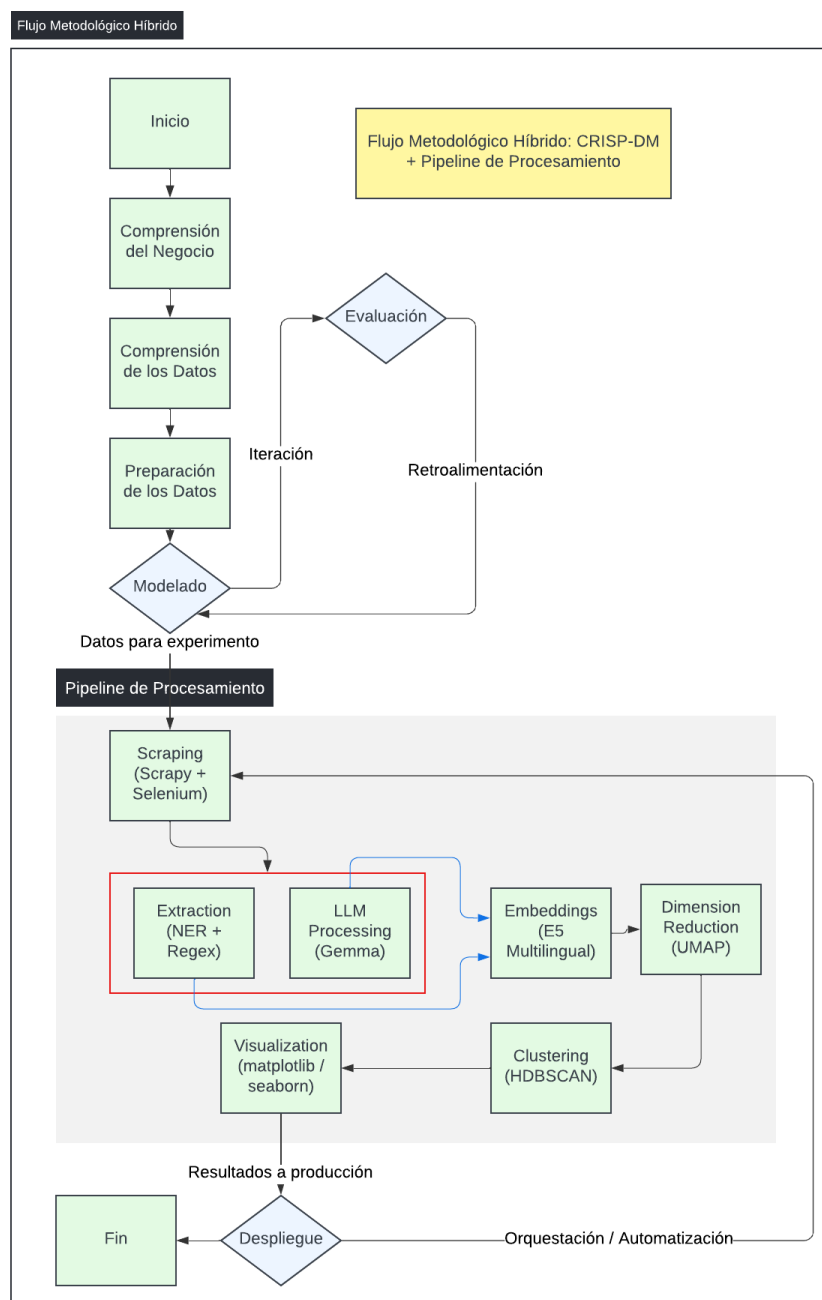 Flujo Metodológico Híbrido
Inicio
Flujo Metodológico Híbrido: CRISP-DM
+ Pipeline de Procesamiento
Comprensión
del Negocio
Evaluación
Comprensión
de los Datos
Iteración
Retroalimentación
Preparación
de los Datos
Modelado
Datos para experimento
Pipeline de Procesamiento
Scraping
(Scrapy +
Selenium)
Extraction
(NER +
Regex)
LLM
Processing
(Gemma)
Embeddings
(E5
Multilingual)
Dimension
Reduction
(UMAP)
Visualization
(matplotlib /
seaborn)
Clustering
(HDBSCAN)
Resultados a producción
Fin
Despliegue
Orquestación / Automatización